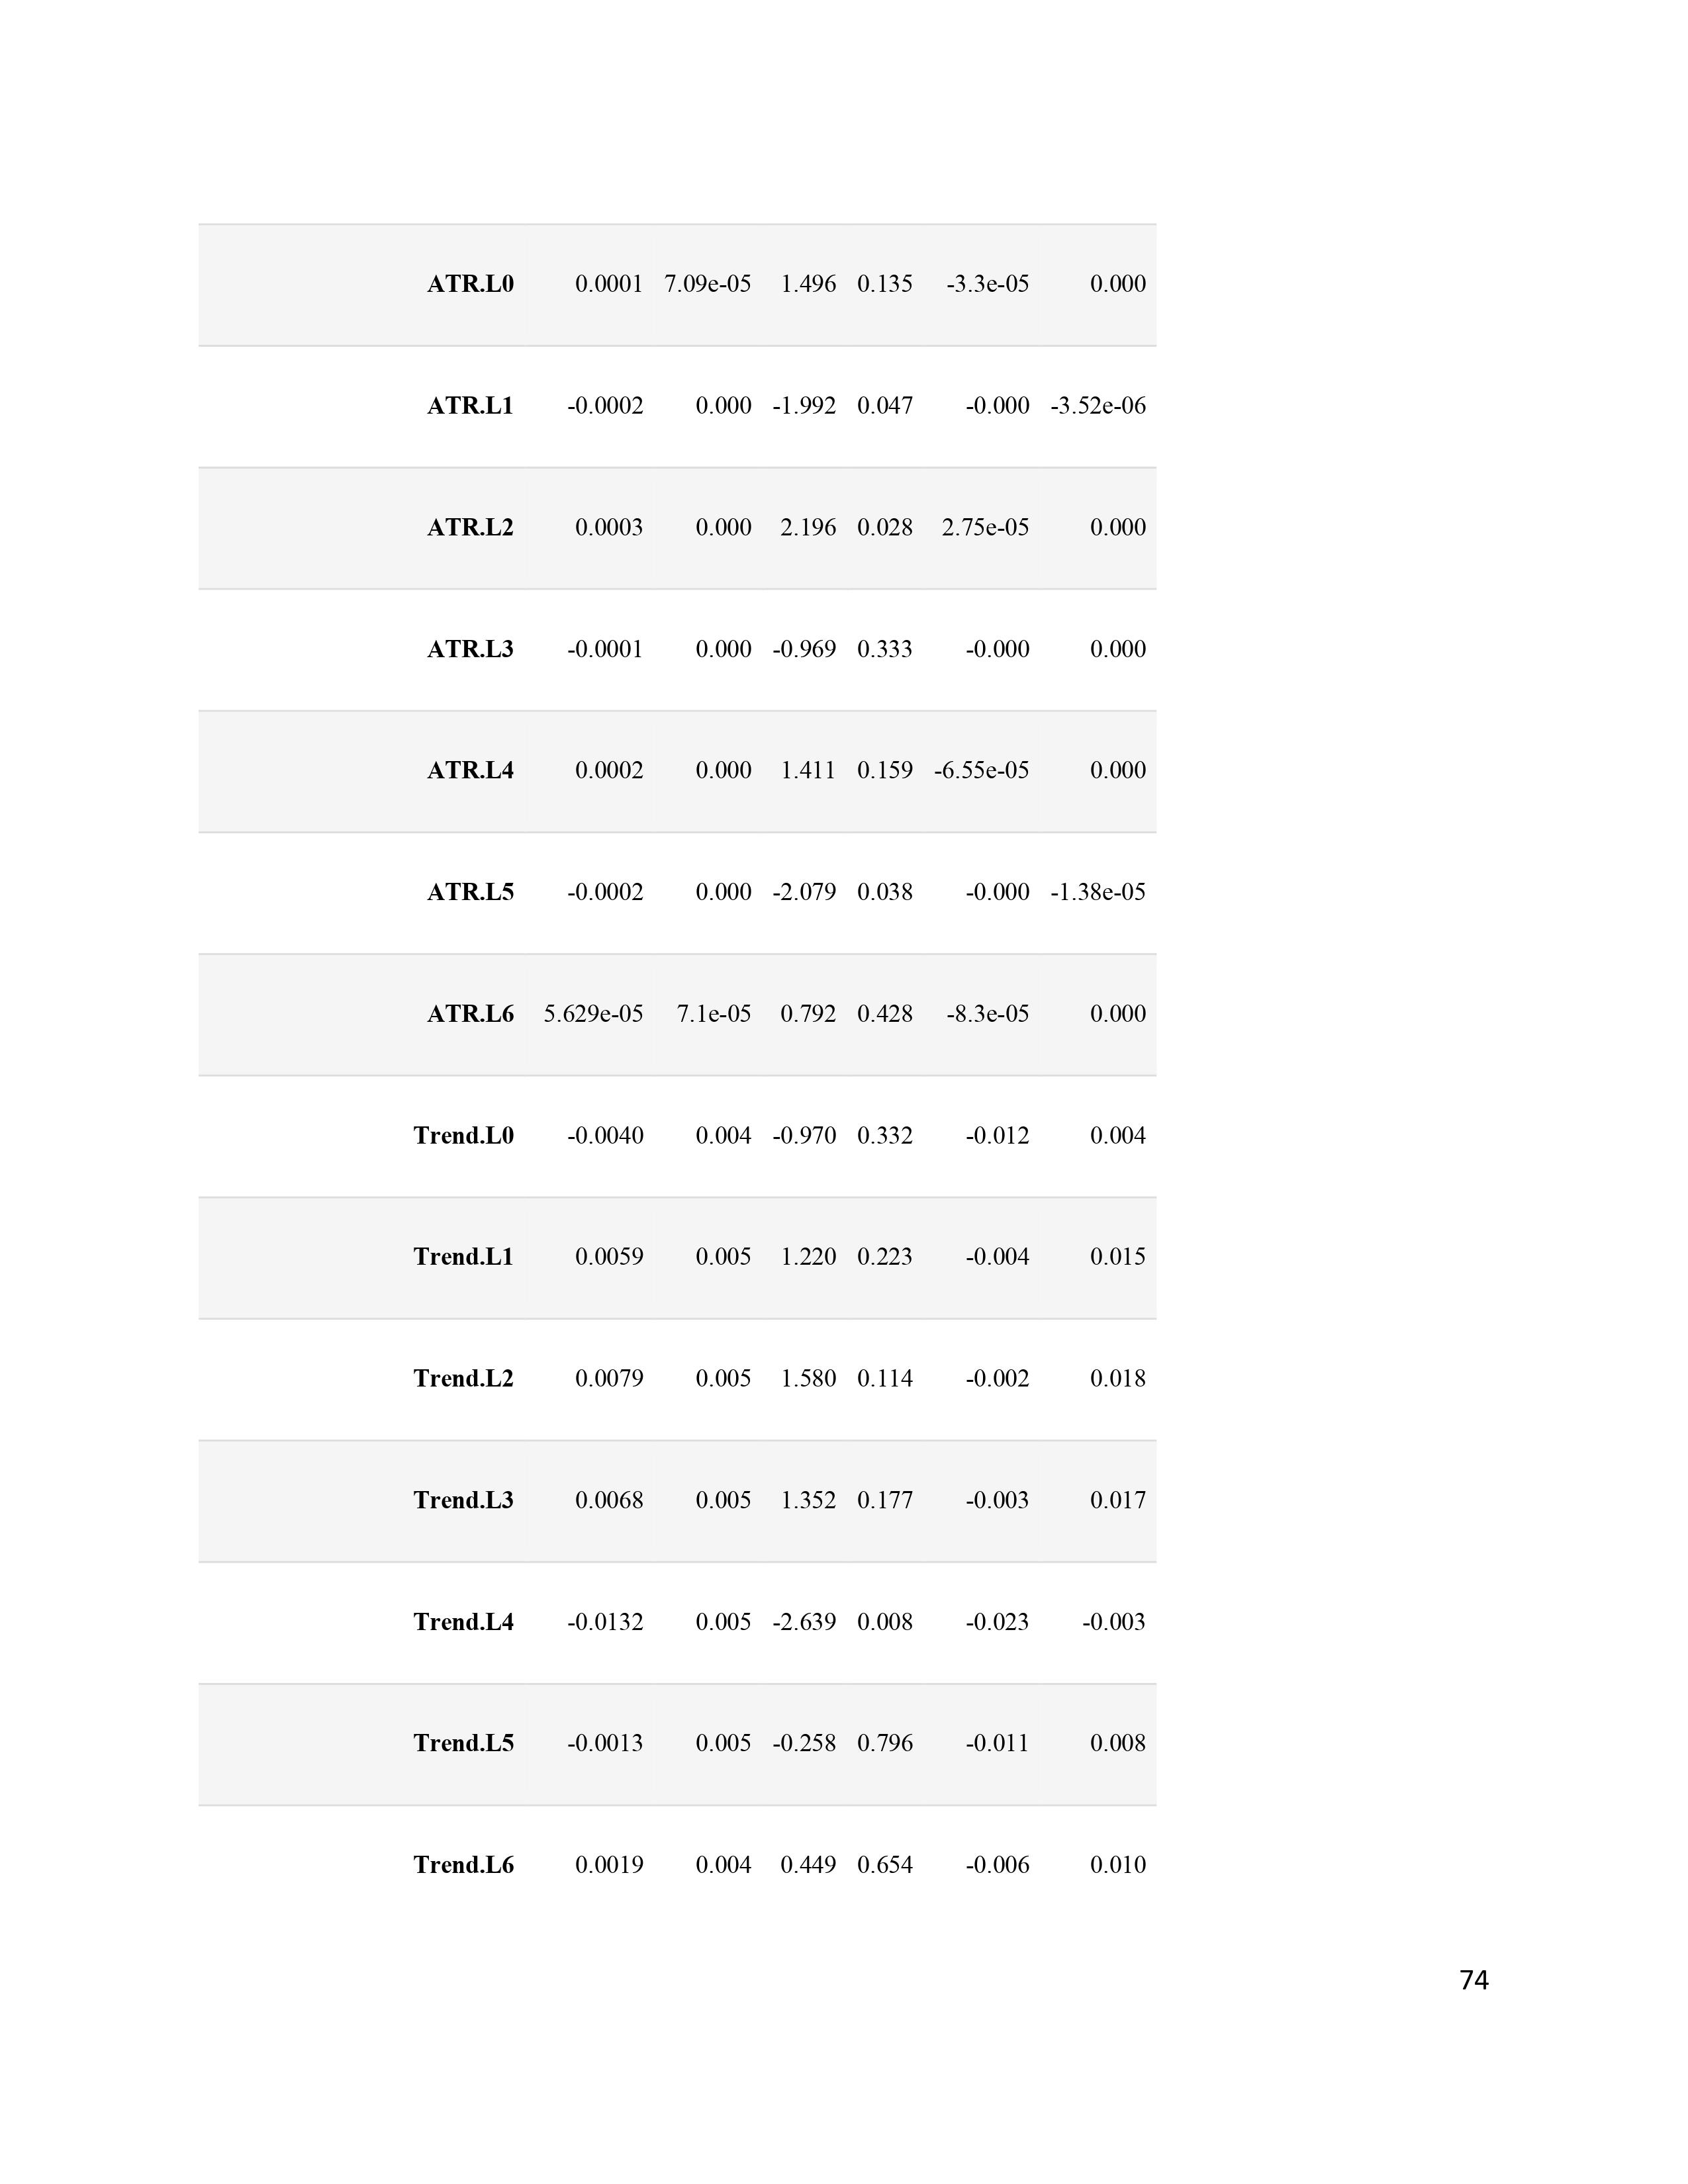 ATR.L0 0.0001 7.09e-05 1.496 0.135 -3.3e-05 0.000
ATR.L1 -0.0002 0.000 -1.992 0.047 -0.000 -3.52e-06
ATR.L2 0.0003 0.000 2.196 0.028 2.75e-05 0.000
ATR.L3 -0.0001 0.000 -0.969 0.333 -0.000 0.000
ATR.L4 0.0002 0.000 1.411 0.159 -6.55e-05 0.000
ATR.L5 -0.0002 0.000 -2.079 0.038 -0.000 -1.38e-05
ATR.L6 5.629e-05 7.1e-05 0.792 0.428 -8.3e-05 0.000
Trend.L0 -0.0040 0.004 -0.970 0.332 -0.012 0.004
Trend.L1 0.0059 0.005 1.220 0.223 -0.004 0.015
Trend.L2 0.0079 0.005 1.580 0.114 -0.002 0.018
Trend.L3 0.0068 0.005 1.352 0.177 -0.003 0.017
Trend.L4 -0.0132 0.005 -2.639 0.008 -0.023 -0.003
Trend.L5 -0.0013 0.005 -0.258 0.796 -0.011 0.008
Trend.L6 0.0019 0.004 0.449 0.654 -0.006 0.010
74